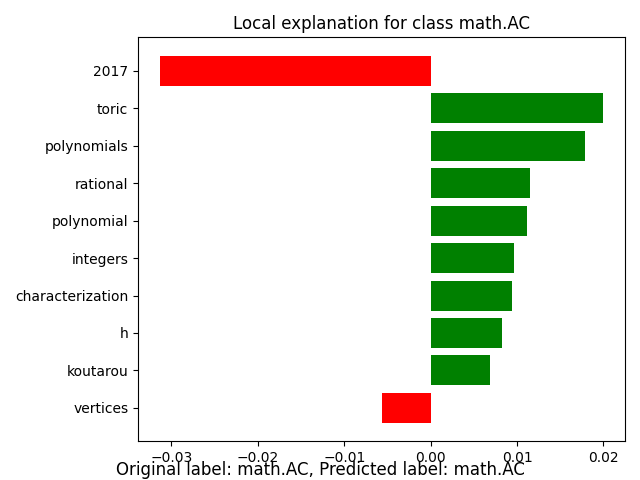 Local explanation for class math.AC
2017
toric
polynomials
rational
polynomial
integers
characterization
h
koutarou
vertices
−0.03 −0.02 −0.01 0.00 0.01 0.02
Original label: math.AC, Predicted label: math.AC